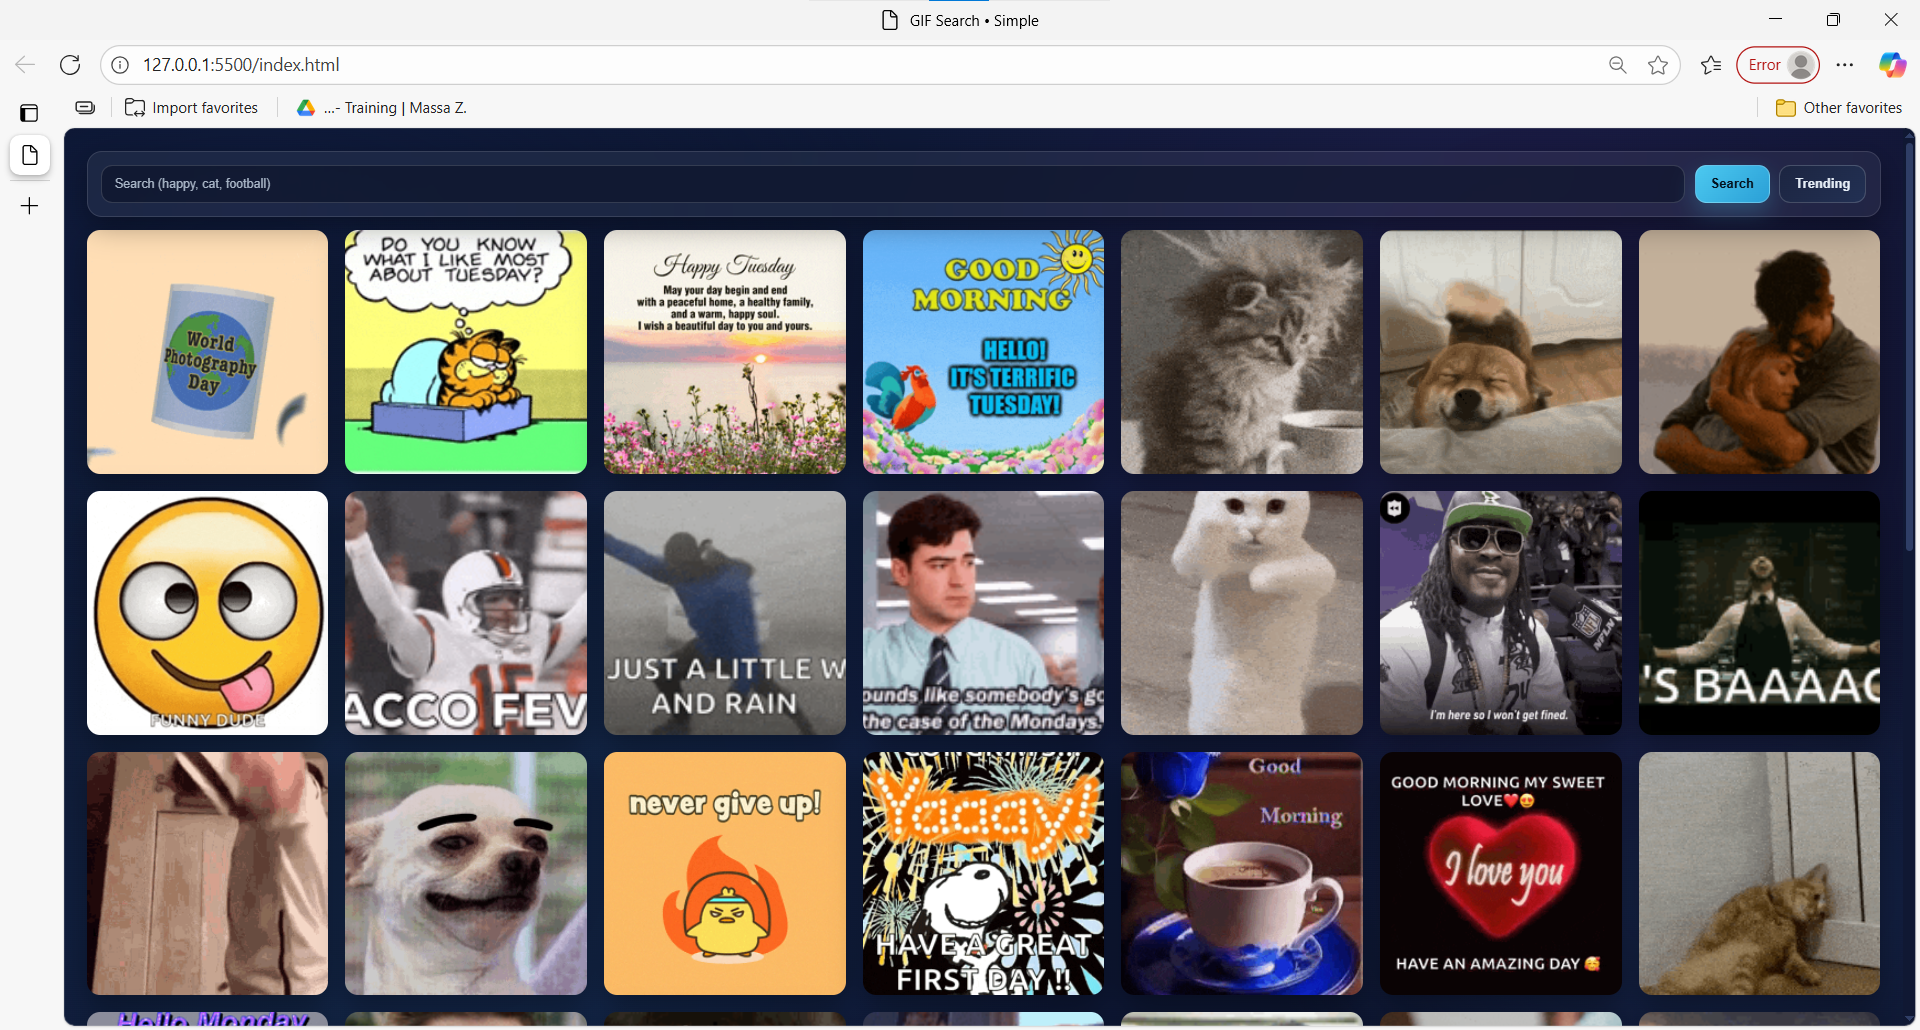 GIF Search • Simple
127.0.0.1:5500/index.html
Error
Import favorites
...- Training | Massa Z.
Other favorites
Search (happy, cat, football)
Search
Trending
World
Photography
Day
DO YOU KNOW
WHAT I LIKE MOST
ABOUT TUESDAY?
Happy Tuesday
May your day begin and end
with a peaceful home, a healthy family,
and a warm, happy soul.
I wish a beautiful day to you and yours.
GOOD
MORNING
HELLO!
IT'S TERRIFIC
TUESDAY!
FUNNY DUDE
ACCO FEV
15
JUST A LITTLE W
AND RAIN
ounds like somebody's go
the case of the Mondays.
NFL
I'm here so I won't get fined.
'S BAAAAC
never give up!
CONGRATS!!!
Yaaay!
HAVE A GREAT
FIRST DAY !!
Good
Morning
GOOD MORNING MY SWEET
LOVE❤😍
I love you
HAVE AN AMAZING DAY 🥰
Hello Monday